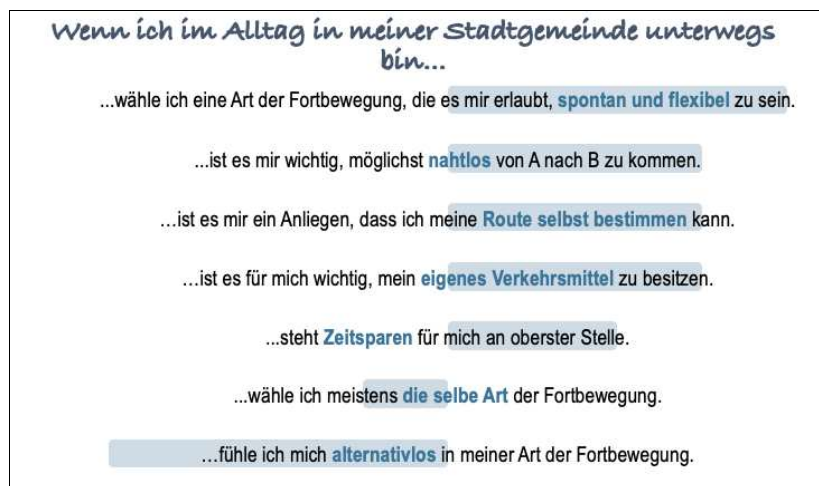 Wenn ich im Alltag in meiner Stadtgemeinde unterwegs
bin...
...wähle ich eine Art der Fortbewegung, die es mir erlaubt, spontan und flexibel zu sein.
...ist es mir wichtig, möglichst nahtlos von A nach B zu kommen.
...ist es mir ein Anliegen, dass ich meine Route selbst bestimmen kann.
...ist es für mich wichtig, mein eigenes Verkehrsmittel zu besitzen.
...steht Zeitsparen für mich an oberster Stelle.
...wähle ich meistens die selbe Art der Fortbewegung.
...fühle ich mich alternativlos in meiner Art der Fortbewegung.